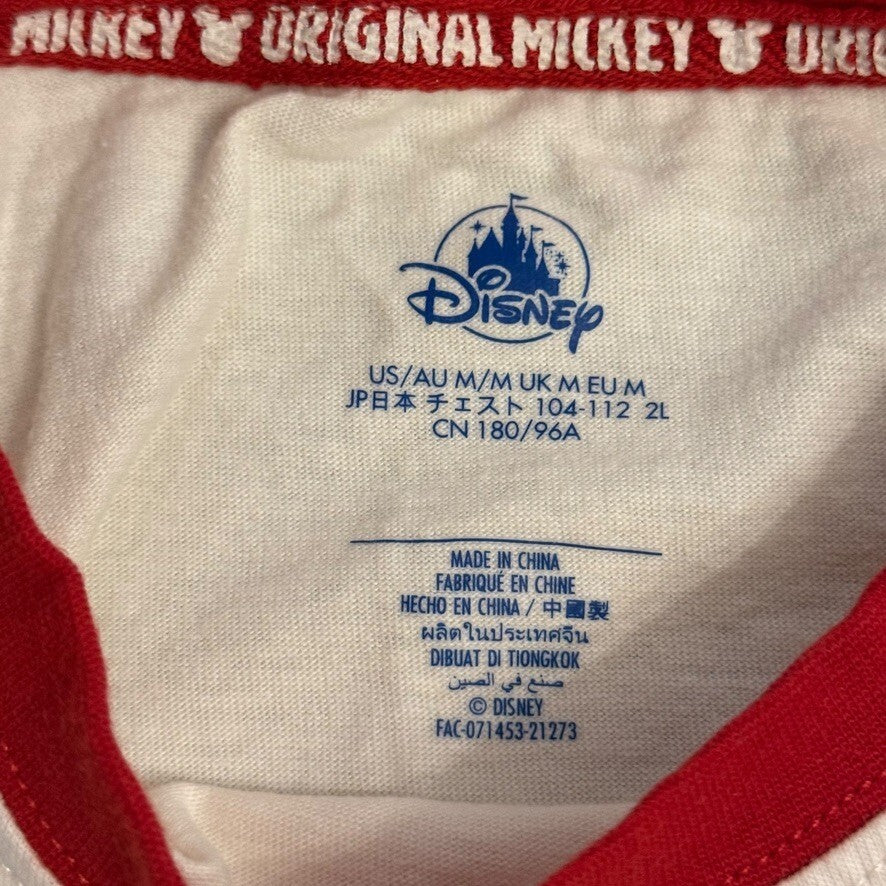 MICKEY ORIGINAL MICKEY ORIG
DISNEY
US/AU M/M UK M EU M
JP日本 チェスト 104-112 2L
CN 180/96A
MADE IN CHINA
FABRIQUÉ EN CHINE
HECHO EN CHINA / 中國製
ผลิตในประเทศจีน
DIBUAT DI TIONGKOK
صنع في الصين
© DISNEY
FAC-071453-21273